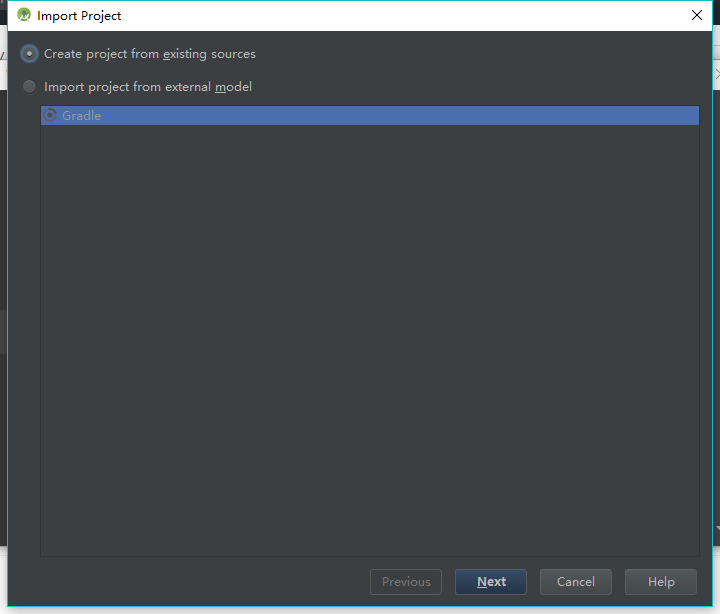 Import Project
Create project from existing sources
Import project from external model
Gradle
Previous Next Cancel Help